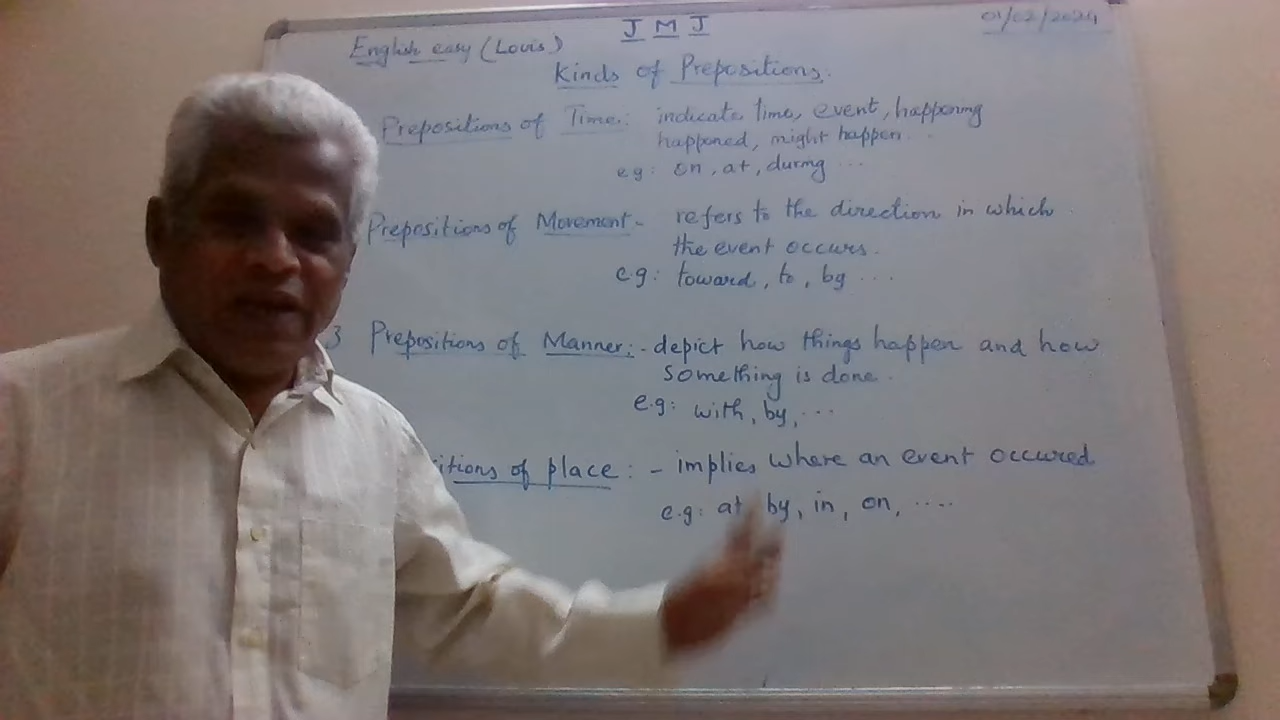 J M J
01/02/2024
English easy (Louis)
Kinds of Prepositions.
Prepositions of Time: indicate time, event, happening
happened, might happen...
e.g: on, at, during ...
Prepositions of Movement- refers to the direction in which
the event occurs.
e.g: toward, to, by ...
3 Prepositions of Manner:- depict how things happen and how
something is done.
e.g: with, by, ...
itions of place: - implies where an event occured
e.g: at, by, in, on, ....